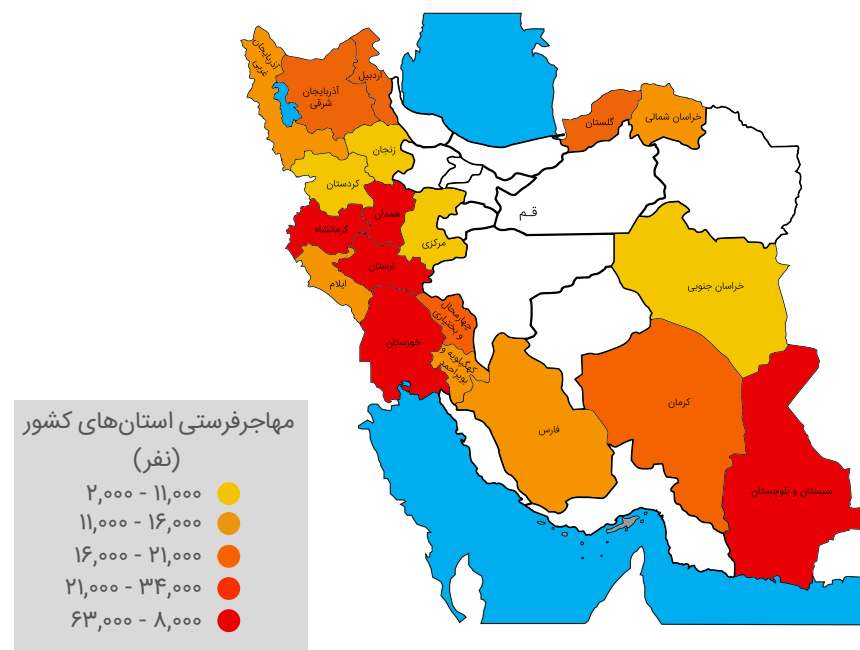 آذربایجان
غربی
آذربایجان
شرقی
اردبیل
گلستان
خراسان شمالی
زنجان
کردستان
همدان
کرمانشاه
مرکزی
قم
لرستان
ایلام
خراسان جنوبی
چهارمحال
و بختیاری
خوزستان
کهگیلویه و
بویراحمد
کرمان
فارس
سیستان و بلوچستان
مهاجرفرستی استان‌های کشور
(نفر)
۲,۰۰۰ - ۱۱,۰۰۰
۱۱,۰۰۰ - ۱۶,۰۰۰
۱۶,۰۰۰ - ۲۱,۰۰۰
۲۱,۰۰۰ - ۳۴,۰۰۰
۶۳,۰۰۰ - ۸,۰۰۰